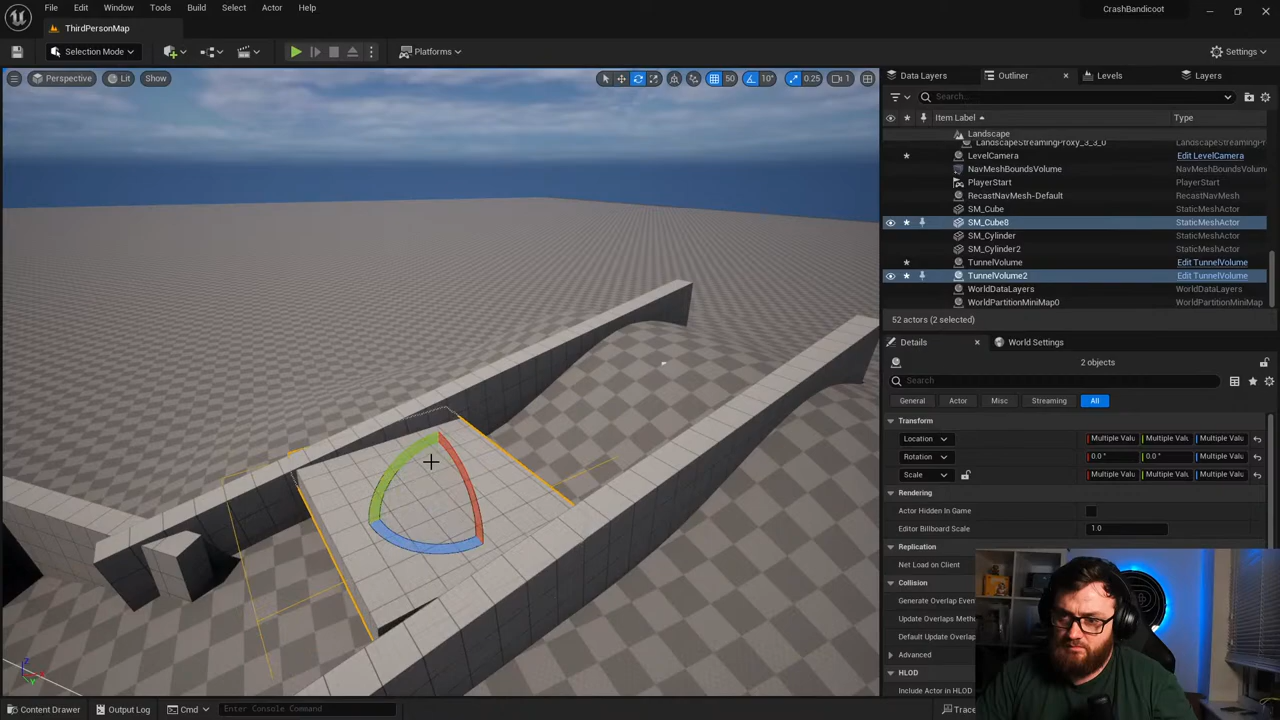 File Edit Window Tools Build Select Actor Help
CrashBandicoot
ThirdPersonMap
Selection Mode
Platforms
Settings
Perspective Lit Show
50 10° 0.25 1
Data Layers Outliner Levels Layers
Search...
Item Label Type
Landscape
LandscapeStreamingProxy_3_3_0 LandscapeStreamingPr
LevelCamera Edit LevelCamera
NavMeshBoundsVolume NavMeshBoundsVolume
PlayerStart PlayerStart
RecastNavMesh-Default RecastNavMesh
SM_Cube StaticMeshActor
SM_Cube8 StaticMeshActor
SM_Cylinder StaticMeshActor
SM_Cylinder2 StaticMeshActor
TunnelVolume Edit TunnelVolume
TunnelVolume2 Edit TunnelVolume
WorldDataLayers WorldDataLayers
WorldPartitionMiniMap0 WorldPartitionMiniMap
52 actors (2 selected)
Details World Settings
2 objects
Search
General Actor Misc Streaming All
Transform
Location Multiple Valu Multiple Valu Multiple Valu
Rotation 0.0 ° 0.0 ° Multiple Valu
Scale Multiple Valu Multiple Valu Multiple Valu
Rendering
Actor Hidden In Game
Editor Billboard Scale 1.0
Replication
Net Load on Client
Collision
Generate Overlap Even
Update Overlaps Metho
Default Update Overlap
Advanced
HLOD
Include Actor in HLOD
Content Drawer Output Log Cmd Enter Console Command
Trace